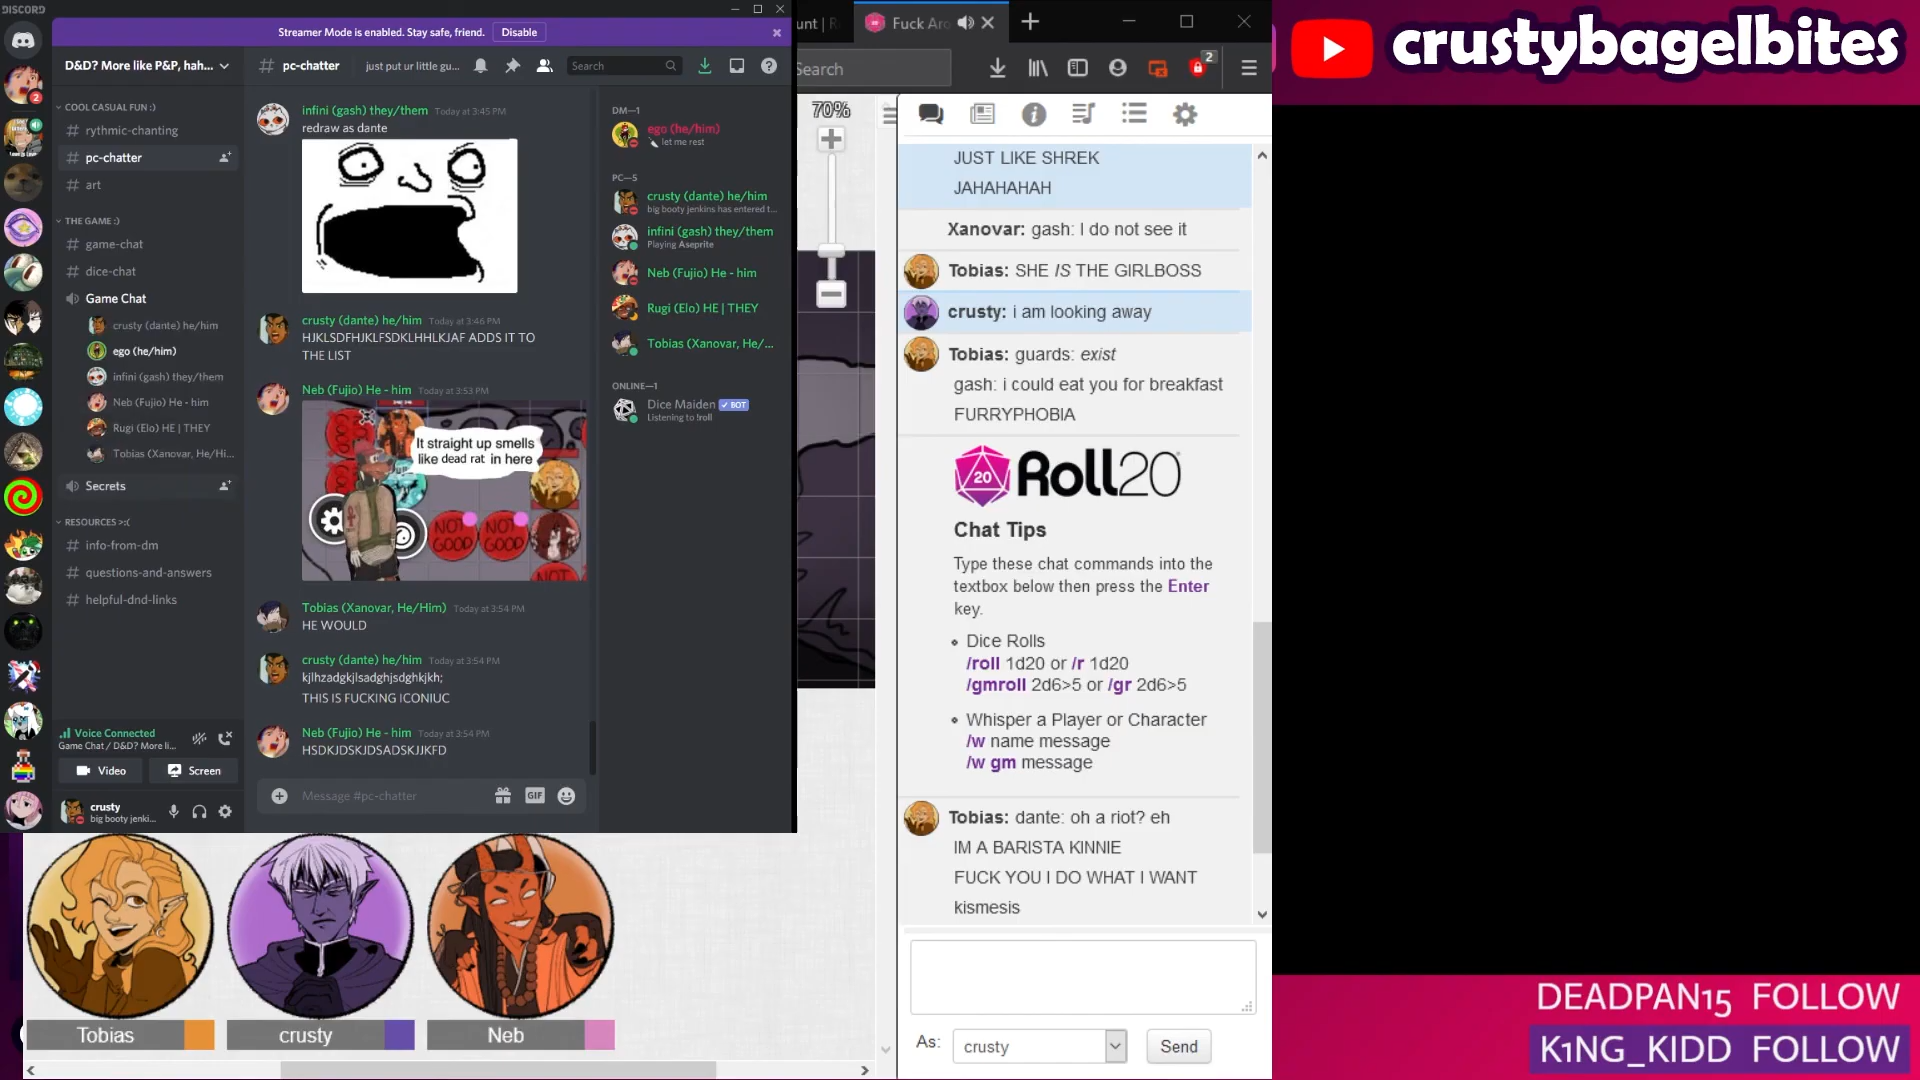 DISCORD
Streamer Mode is enabled. Stay safe, friend.
Disable
D&D? More like P&P, hah...
COOL CASUAL FUN :)
rythmic-chanting
pc-chatter
art
THE GAME :)
game-chat
dice-chat
Game Chat
crusty (dante) he/him
ego (he/him)
infini (gash) they/them
Neb (Fujio) He - him
Rugi (Elo) HE | THEY
Tobias (Xanovar, He/Hi...
Secrets
RESOURCES >:(
info-from-dm
questions-and-answers
helpful-dnd-links
Voice Connected
Game Chat / D&D? More li...
Video
Screen
crusty
big booty jenki...
2
# pc-chatter
just put ur little gu...
Search
infini (gash) they/them Today at 3:45 PM
redraw as dante
crusty (dante) he/him Today at 3:46 PM
HJKLSDFHJKLFSDKLHHLKJAF ADDS IT TO
THE LIST
Neb (Fujio) He - him Today at 3:53 PM
It straight up smells
like dead rat in here
NOT GOOD
NOT GOOD
NOT
Tobias (Xanovar, He/Him) Today at 3:54 PM
HE WOULD
crusty (dante) he/him Today at 3:54 PM
kjlhzadgkjlsadghjsdghkjkh;
THIS IS FUCKING ICONIUC
Neb (Fujio) He - him Today at 3:54 PM
HSDKJDSKJDSADSKJJKFD
Message #pc-chatter
GIF
DM—1
ego (he/him)
let me rest
PC—5
crusty (dante) he/him
big booty jenkins has entered t...
infini (gash) they/them
Playing Aseprite
Neb (Fujio) He - him
Rugi (Elo) HE | THEY
Tobias (Xanovar, He/...
ONLINE—1
Dice Maiden BOT
Listening to !roll
unt | R
Fuck Aro
Search
2
70%
JUST LIKE SHREK
JAHAHAHAH
Xanovar: gash: I do not see it
Tobias: SHE IS THE GIRLBOSS
crusty: i am looking away
Tobias: guards: exist
gash: i could eat you for breakfast
FURRYPHOBIA
20
Roll20
Chat Tips
Type these chat commands into the
textbox below then press the Enter
key.
Dice Rolls
/roll 1d20 or /r 1d20
/gmroll 2d6>5 or /gr 2d6>5
Whisper a Player or Character
/w name message
/w gm message
Tobias: dante: oh a riot? eh
IM A BARISTA KINNIE
FUCK YOU I DO WHAT I WANT
kismesis
As:
crusty
Send
Tobias
crusty
Neb
crustybagelbites
DEADPAN15 FOLLOW
K1NG_KIDD FOLLOW